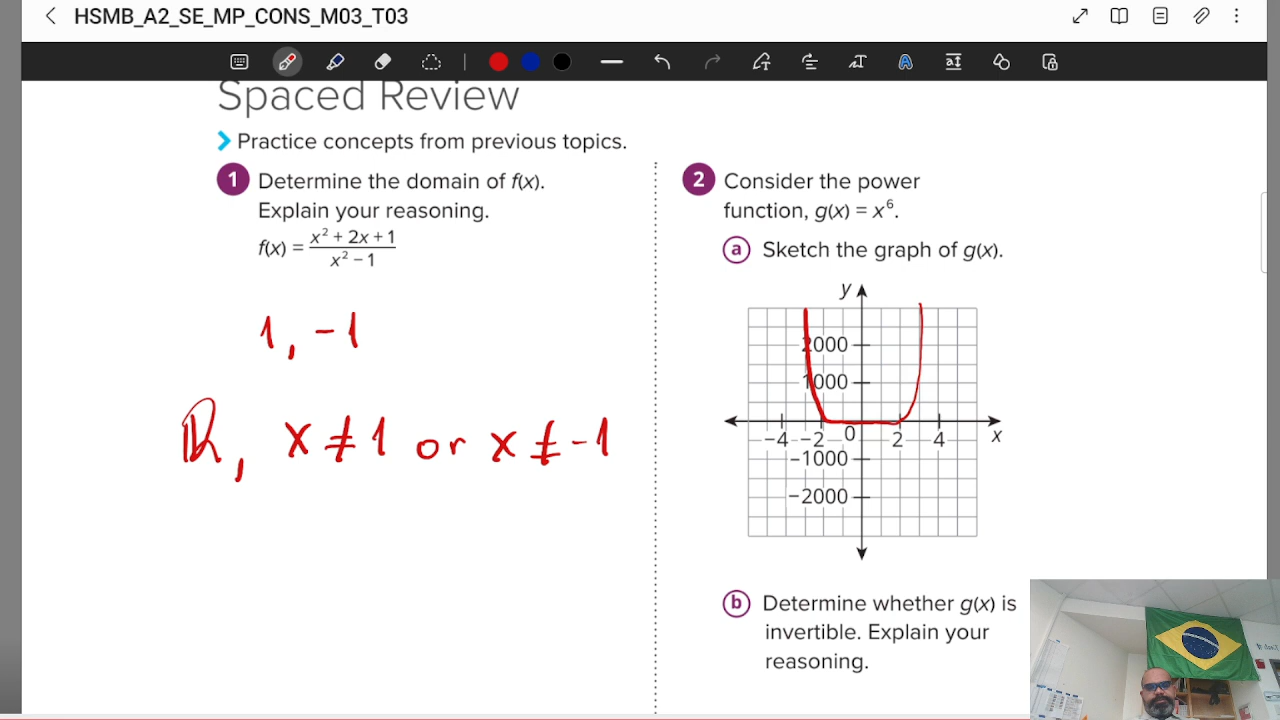 HSMB_A2_SE_MP_CONS_M03_T03
Spaced Review
Practice concepts from previous topics.
1 Determine the domain of f(x).
Explain your reasoning.
f(x) = x² + 2x + 1
x² − 1
1, -1
ℝ, x ≠ 1 or x ≠ -1
2 Consider the power
function, g(x) = x⁶.
a Sketch the graph of g(x).
y
2000
1000
−4 −2 0 2 4 x
−1000
−2000
b Determine whether g(x) is
invertible. Explain your
reasoning.